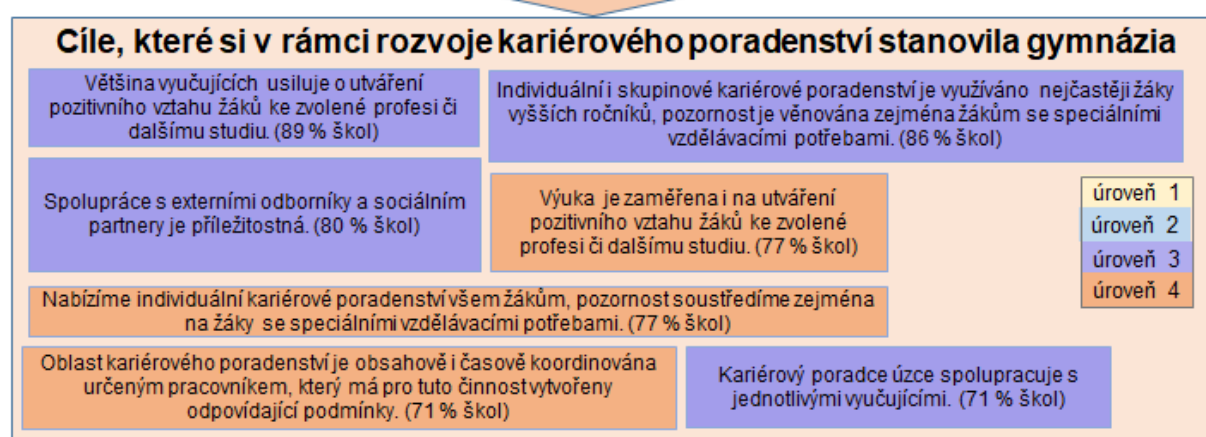 Cíle, které si v rámci rozvoje kariérového poradenství stanovila gymnázia
Většina vyučujících usiluje o utváření
pozitivního vztahu žáků ke zvolené profesi či
dalšímu studiu. (89 % škol)
Individuální i skupinové kariérové poradenství je využíváno nejčastěji žáky
vyšších ročníků, pozornost je věnována zejména žákům se speciálními
vzdělávacími potřebami. (86 % škol)
Spolupráce s externími odborníky a sociálním
partnery je příležitostná. (80 % škol)
Výuka je zaměřena i na utváření
pozitivního vztahu žáků ke zvolené
profesi či dalšímu studiu. (77 % škol)
úroveň 1
úroveň 2
úroveň 3
úroveň 4
Nabízíme individuální kariérové poradenství všem žákům, pozornost soustředíme zejména
na žáky se speciálními vzdělávacími potřebami. (77 % škol)
Oblast kariérového poradenství je obsahově i časově koordinována
určeným pracovníkem, který má pro tuto činnost vytvořeny
odpovídající podmínky. (71 % škol)
Kariérový poradce úzce spolupracuje s
jednotlivými vyučujícími. (71 % škol)